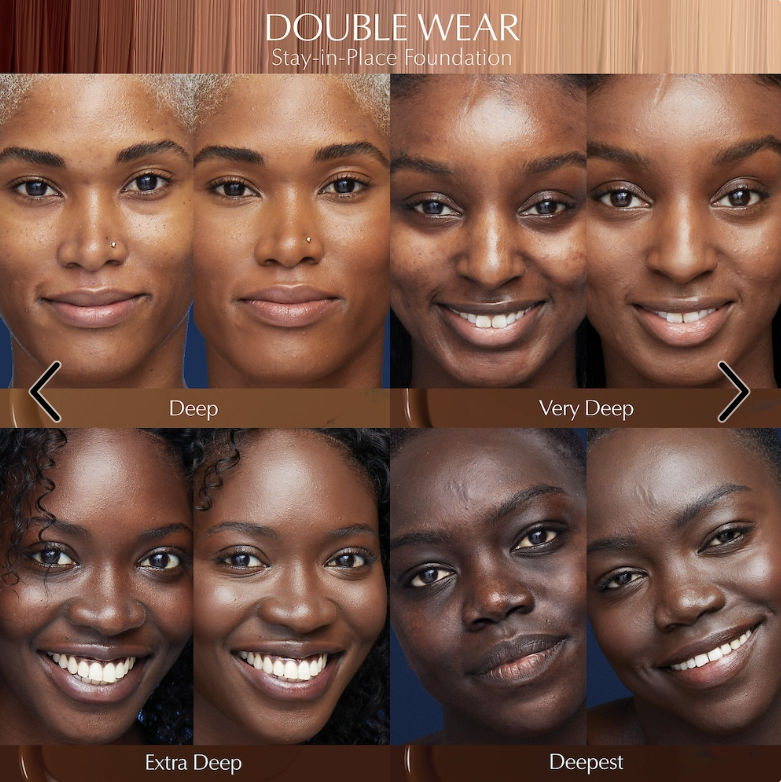 DOUBLE WEAR
Stay-in-Place Foundation
Deep
Very Deep
Extra Deep
Deepest